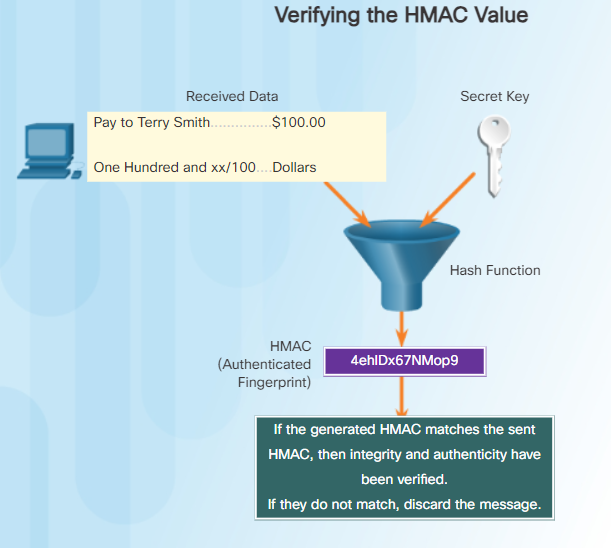 Verifying the HMAC Value
Received Data
Secret Key
Pay to Terry Smith...............$100.00
One Hundred and xx/100....Dollars
Hash Function
HMAC
(Authenticated
Fingerprint)
4ehIDx67NMop9
If the generated HMAC matches the sent
HMAC, then integrity and authenticity have
been verified.
If they do not match, discard the message.